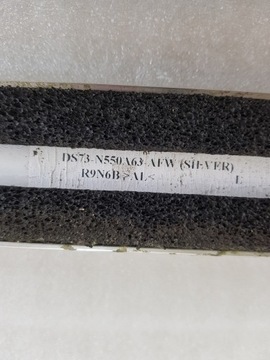 DS73-N550A63-AFW (SILVER)
R9N6B >AL< L